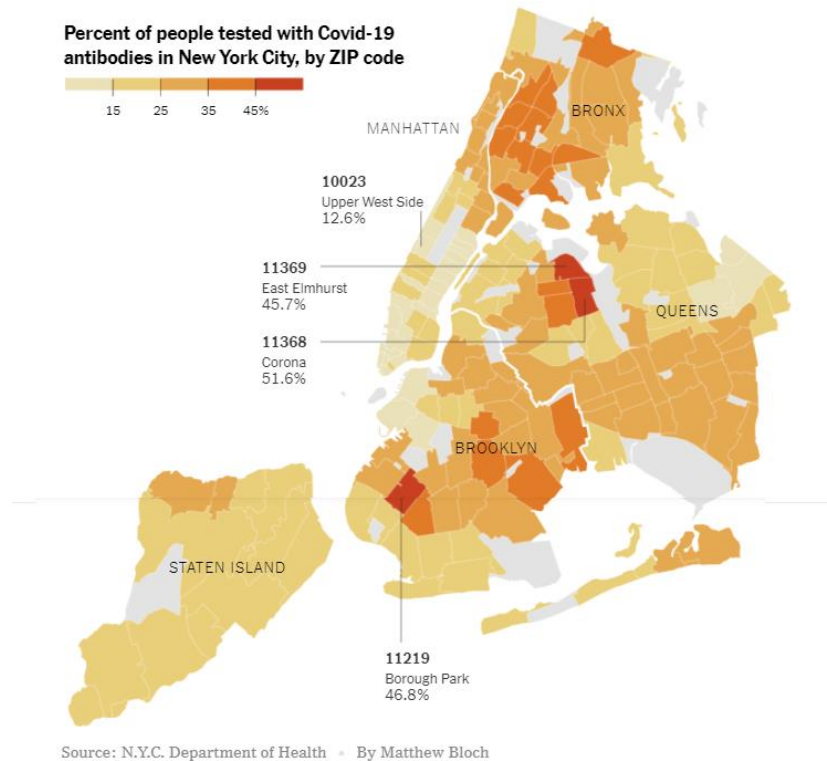 Percent of people tested with Covid-19
antibodies in New York City, by ZIP code
15 25 35 45%
MANHATTAN
BRONX
10023
Upper West Side
12.6%
11369
East Elmhurst
45.7%
QUEENS
11368
Corona
51.6%
BROOKLYN
STATEN ISLAND
11219
Borough Park
46.8%
Source: N.Y.C. Department of Health • By Matthew Bloch